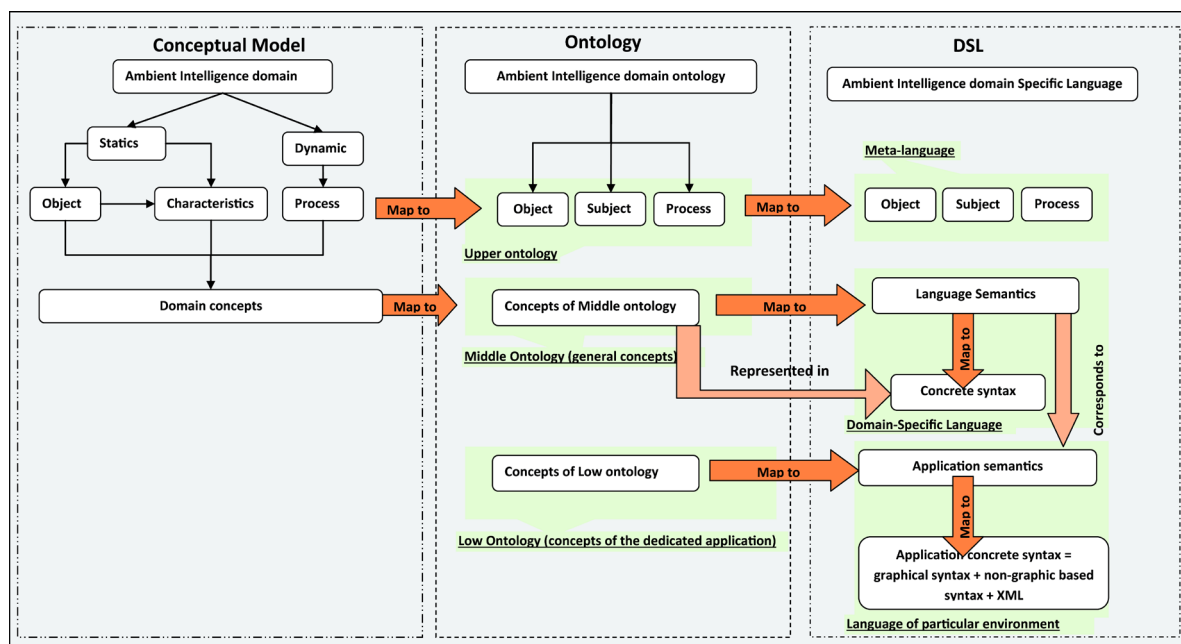 Conceptual Model
Ambient Intelligence domain
Statics
Dynamic
Object
Characteristics
Process
Domain concepts
Map to
Map to
Ontology
Ambient Intelligence domain ontology
Object
Subject
Process
Upper ontology
Concepts of Middle ontology
Middle Ontology (general concepts)
Represented in
Concepts of Low ontology
Low Ontology (concepts of the dedicated application)
Map to
Map to
Map to
DSL
Ambient Intelligence domain Specific Language
Meta-language
Object
Subject
Process
Language Semantics
Map to
Corresponds to
Concrete syntax
Domain-Specific Language
Application semantics
Map to
Application concrete syntax =
graphical syntax + non-graphic based
syntax + XML
Language of particular environment